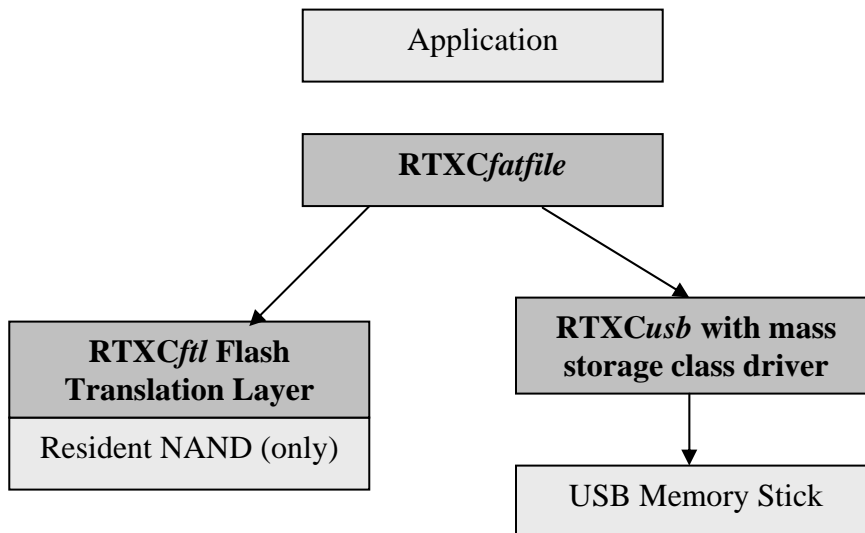 Application
RTXCfatfile
RTXCftl Flash
Translation Layer
Resident NAND (only)
RTXCusb with mass
storage class driver
USB Memory Stick